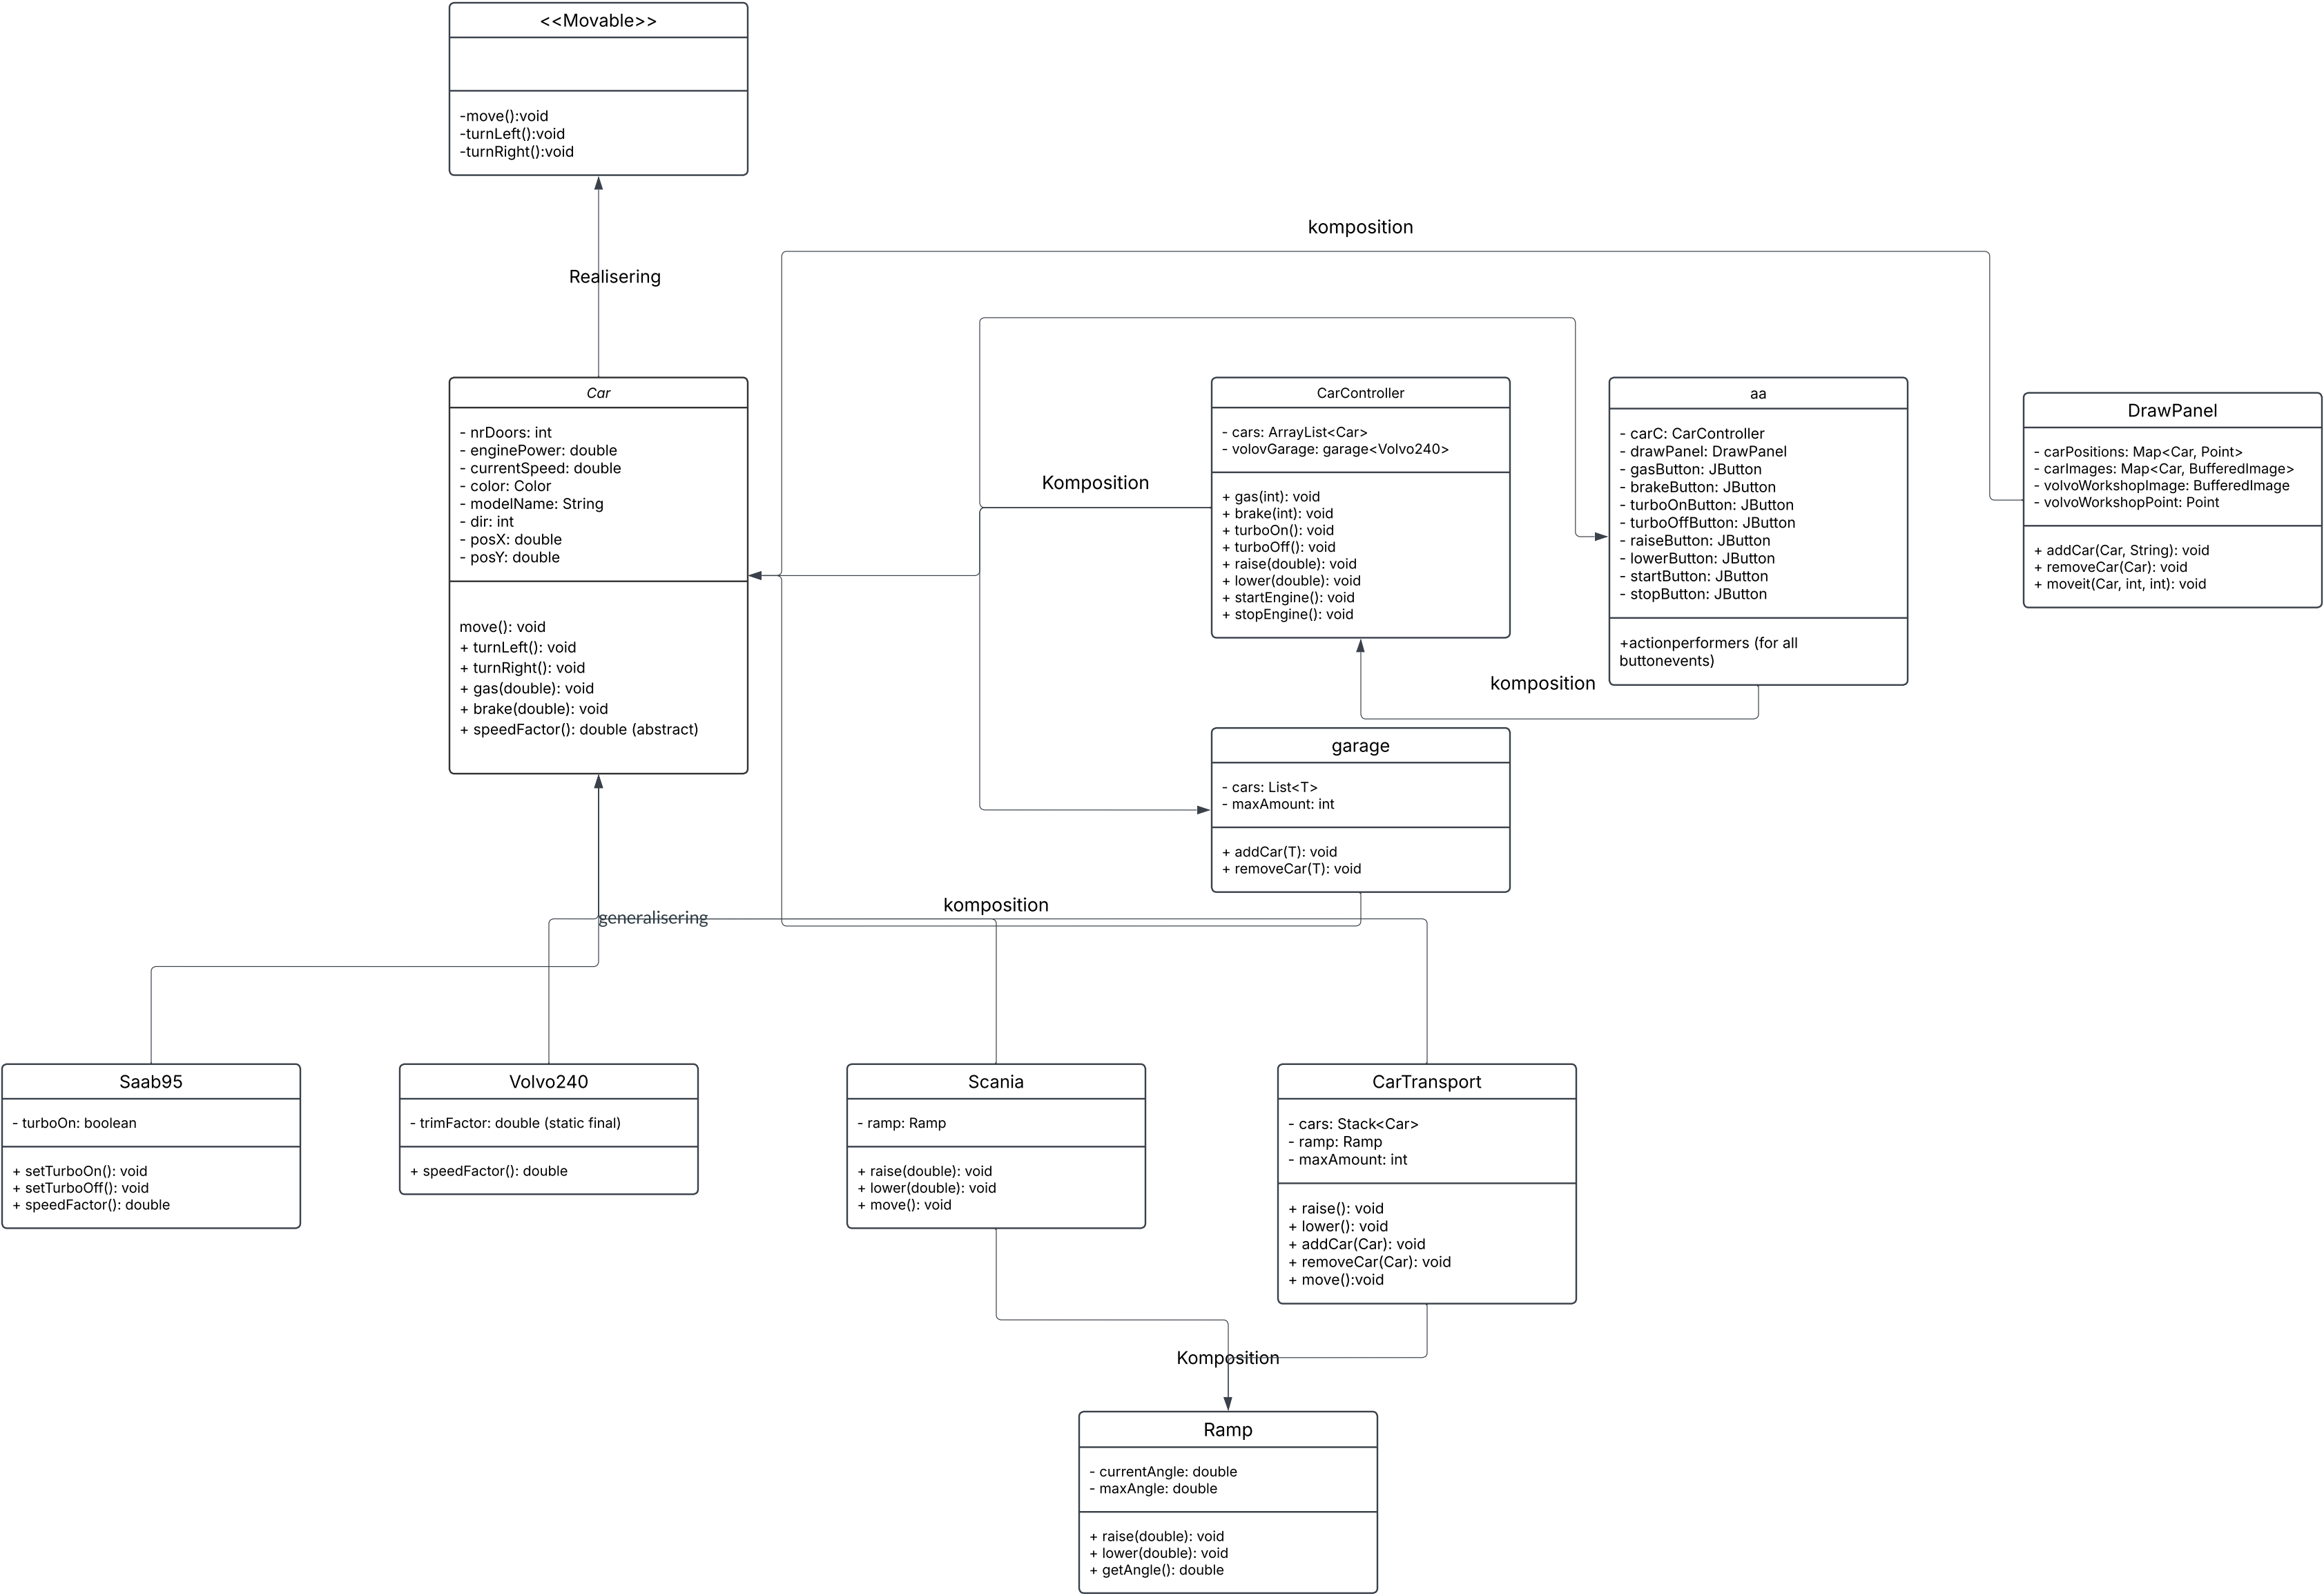 <<Movable>>
-move():void
-turnLeft():void
-turnRight():void
komposition
Realisering
Car
- nrDoors: int
- enginePower: double
- currentSpeed: double
- color: Color
- modelName: String
- dir: int
- posX: double
- posY: double
move(): void
+ turnLeft(): void
+ turnRight(): void
+ gas(double): void
+ brake(double): void
+ speedFactor(): double (abstract)
Komposition
CarController
- cars: ArrayList<Car>
- volovGarage: garage<Volvo240>
+ gas(int): void
+ brake(int): void
+ turboOn(): void
+ turboOff(): void
+ raise(double): void
+ lower(double): void
+ startEngine(): void
+ stopEngine(): void
aa
- carC: CarController
- drawPanel: DrawPanel
- gasButton: JButton
- brakeButton: JButton
- turboOnButton: JButton
- turboOffButton: JButton
- raiseButton: JButton
- lowerButton: JButton
- startButton: JButton
- stopButton: JButton
+actionperformers (for all
buttonevents)
DrawPanel
- carPositions: Map<Car, Point>
- carImages: Map<Car, BufferedImage>
- volvoWorkshopImage: BufferedImage
- volvoWorkshopPoint: Point
+ addCar(Car, String): void
+ removeCar(Car): void
+ moveit(Car, int, int): void
komposition
garage
- cars: List<T>
- maxAmount: int
+ addCar(T): void
+ removeCar(T): void
komposition
generalisering
Saab95
- turboOn: boolean
+ setTurboOn(): void
+ setTurboOff(): void
+ speedFactor(): double
Volvo240
- trimFactor: double (static final)
+ speedFactor(): double
Scania
- ramp: Ramp
+ raise(double): void
+ lower(double): void
+ move(): void
CarTransport
- cars: Stack<Car>
- ramp: Ramp
- maxAmount: int
+ raise(): void
+ lower(): void
+ addCar(Car): void
+ removeCar(Car): void
+ move():void
Komposition
Ramp
- currentAngle: double
- maxAngle: double
+ raise(double): void
+ lower(double): void
+ getAngle(): double